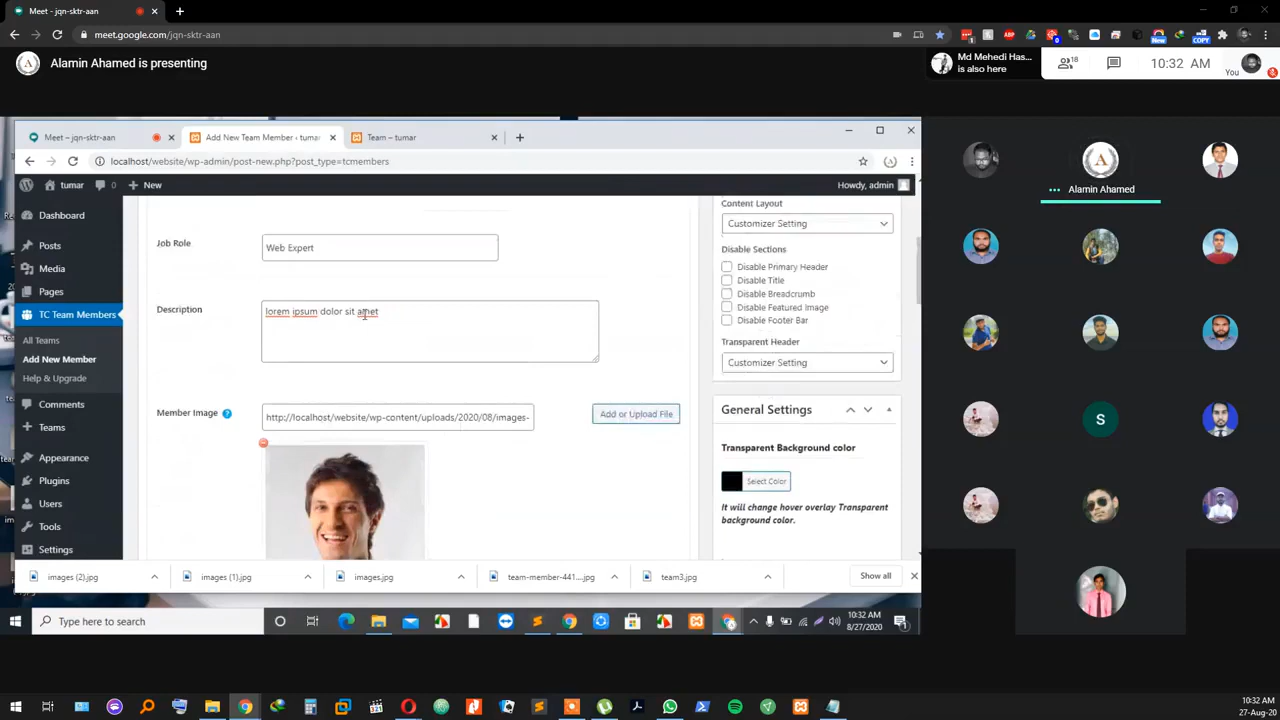 Meet - jqn-sktr-aan
meet.google.com/jqn-sktr-aan
Alamin Ahamed is presenting
Md Mehedi Has...
is also here
18
10:32 AM
You
New
COPY
Meet – jqn-sktr-aan
Add New Team Member ‹ tumar
Team – tumar
localhost/website/wp-admin/post-new.php?post_type=tcmembers
tumar
0
New
Howdy, admin
Dashboard
Posts
Media
Pages
TC Team Members
All Teams
Add New Member
Help & Upgrade
Comments
Teams
Appearance
Plugins
Users
Tools
Settings
Job Role
Web Expert
Description
lorem ipsum dolor sit amet
Member Image
http://localhost/website/wp-content/uploads/2020/08/images-
Add or Upload File
Content Layout
Customizer Setting
Disable Sections
Disable Primary Header
Disable Title
Disable Breadcrumb
Disable Featured Image
Disable Footer Bar
Transparent Header
Customizer Setting
General Settings
Transparent Background color
Select Color
It will change hover overlay Transparent
background color.
Alamin Ahamed
S
images (2).jpg
images (1).jpg
images.jpg
team-member-441....jpg
team3.jpg
Show all
Type here to search
10:32 AM
8/27/2020
10:32 AM
27-Aug-20